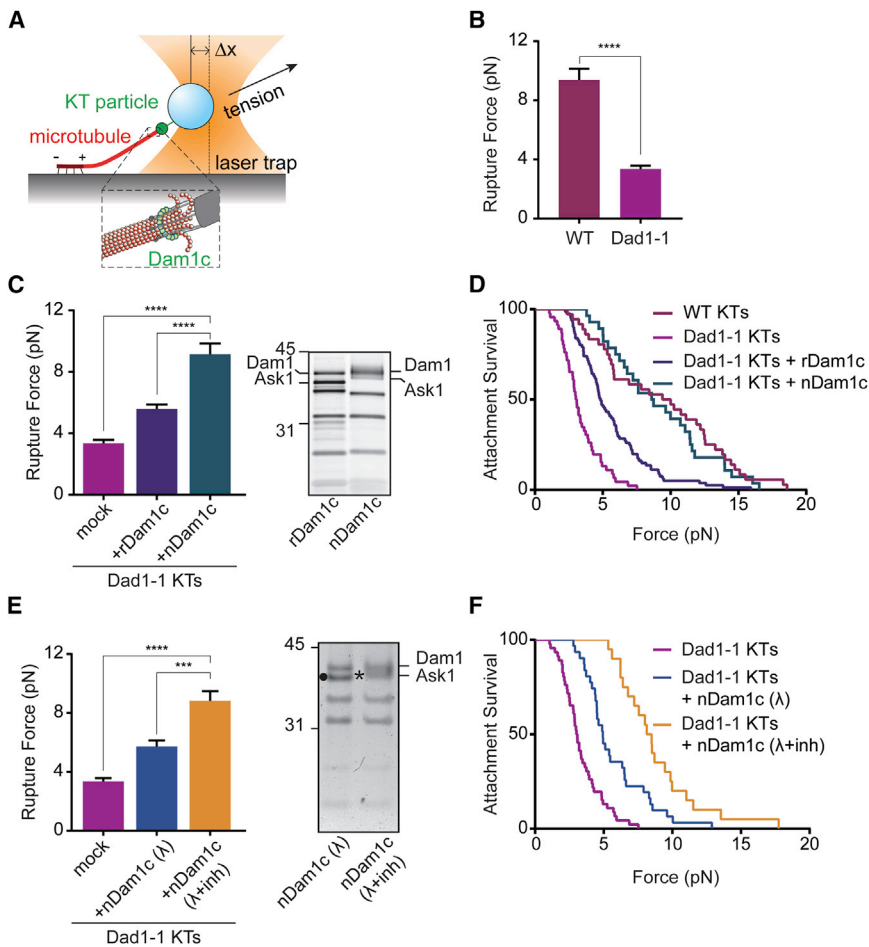 A
Δx
KT particle
tension
microtubule
- +
laser trap
Dam1c
B
Rupture Force (pN)
12
8
4
0
****
WT
Dad1-1
C
Rupture Force (pN)
12
8
4
0
****
****
mock
+rDam1c
+nDam1c
Dad1-1 KTs
45
Dam1
Ask1
31
Dam1
Ask1
rDam1c
nDam1c
D
Attachment Survival
100
50
0
0
5
10
15
20
Force (pN)
WT KTs
Dad1-1 KTs
Dad1-1 KTs + rDam1c
Dad1-1 KTs + nDam1c
E
Rupture Force (pN)
12
8
4
0
****
***
mock
+nDam1c (λ)
+nDam1c
(λ+inh)
Dad1-1 KTs
45
31
*
Dam1
Ask1
nDam1c (λ)
nDam1c
(λ+inh)
F
Attachment Survival
100
50
0
0
5
10
15
20
Force (pN)
Dad1-1 KTs
Dad1-1 KTs
+ nDam1c (λ)
Dad1-1 KTs
+ nDam1c (λ+inh)